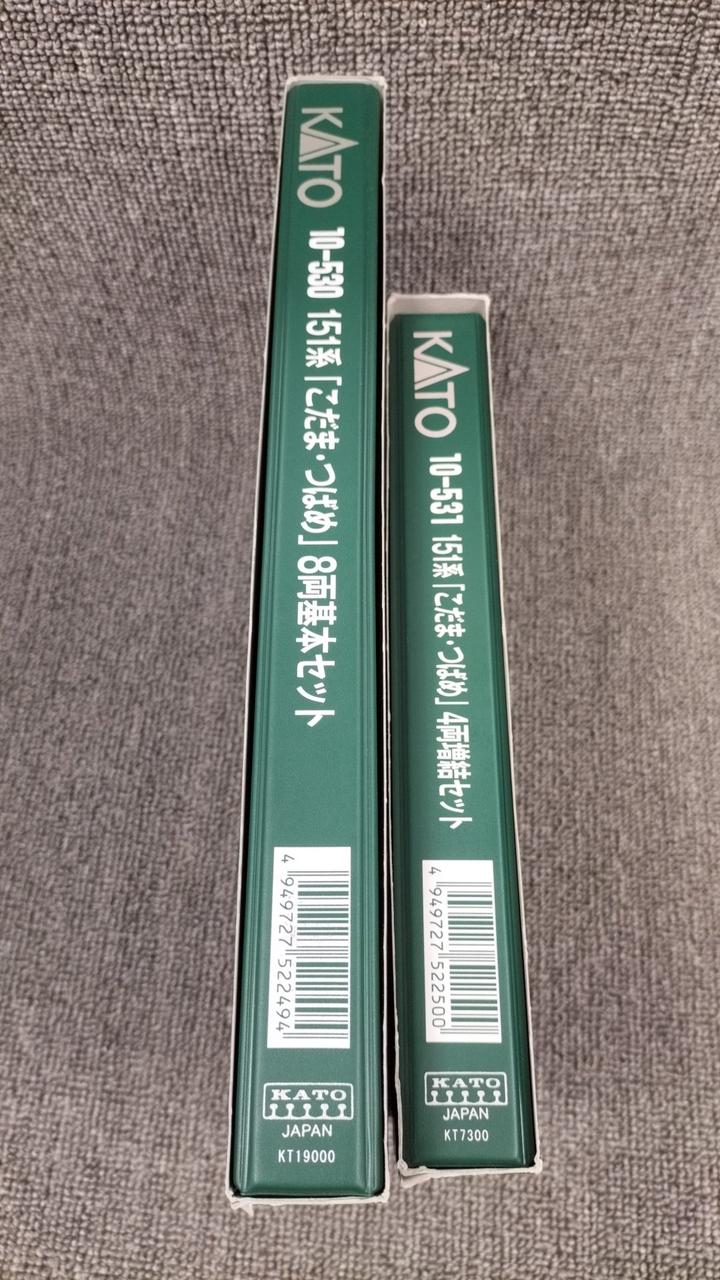 KATO
10-530 151系「こだま・つばめ」8両基本セット
4 949727 522494
KATO
JAPAN
KT19000
KATO
10-531 151系「こだま・つばめ」4両増結セット
4 949727 522500
KATO
JAPAN
KT7300